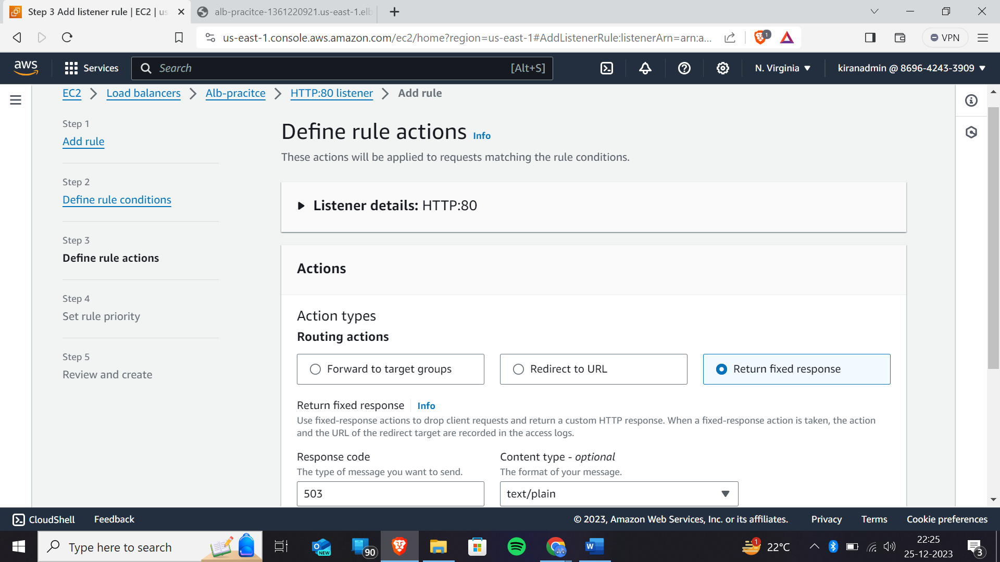 Step 3 Add listener rule | EC2 | us
alb-pracitce-1361220921.us-east-1.elb
us-east-1.console.aws.amazon.com/ec2/home?region=us-east-1#AddListenerRule:listenerArn=arn:a...
1
VPN
aws
Services
Search
[Alt+S]
N. Virginia
kiranadmin @ 8696-4243-3909
EC2
Load balancers
Alb-pracitce
HTTP:80 listener
Add rule
Step 1
Add rule
Step 2
Define rule conditions
Step 3
Define rule actions
Step 4
Set rule priority
Step 5
Review and create
Define rule actions Info
These actions will be applied to requests matching the rule conditions.
Listener details: HTTP:80
Actions
Action types
Routing actions
Forward to target groups
Redirect to URL
Return fixed response
Return fixed response Info
Use fixed-response actions to drop client requests and return a custom HTTP response. When a fixed-response action is taken, the action
and the URL of the redirect target are recorded in the access logs.
Response code
The type of message you want to send.
503
Content type - optional
The format of your message.
text/plain
CloudShell
Feedback
© 2023, Amazon Web Services, Inc. or its affiliates.
Privacy
Terms
Cookie preferences
Type here to search
NEW
90
W
1
22°C
22:25
25-12-2023
3